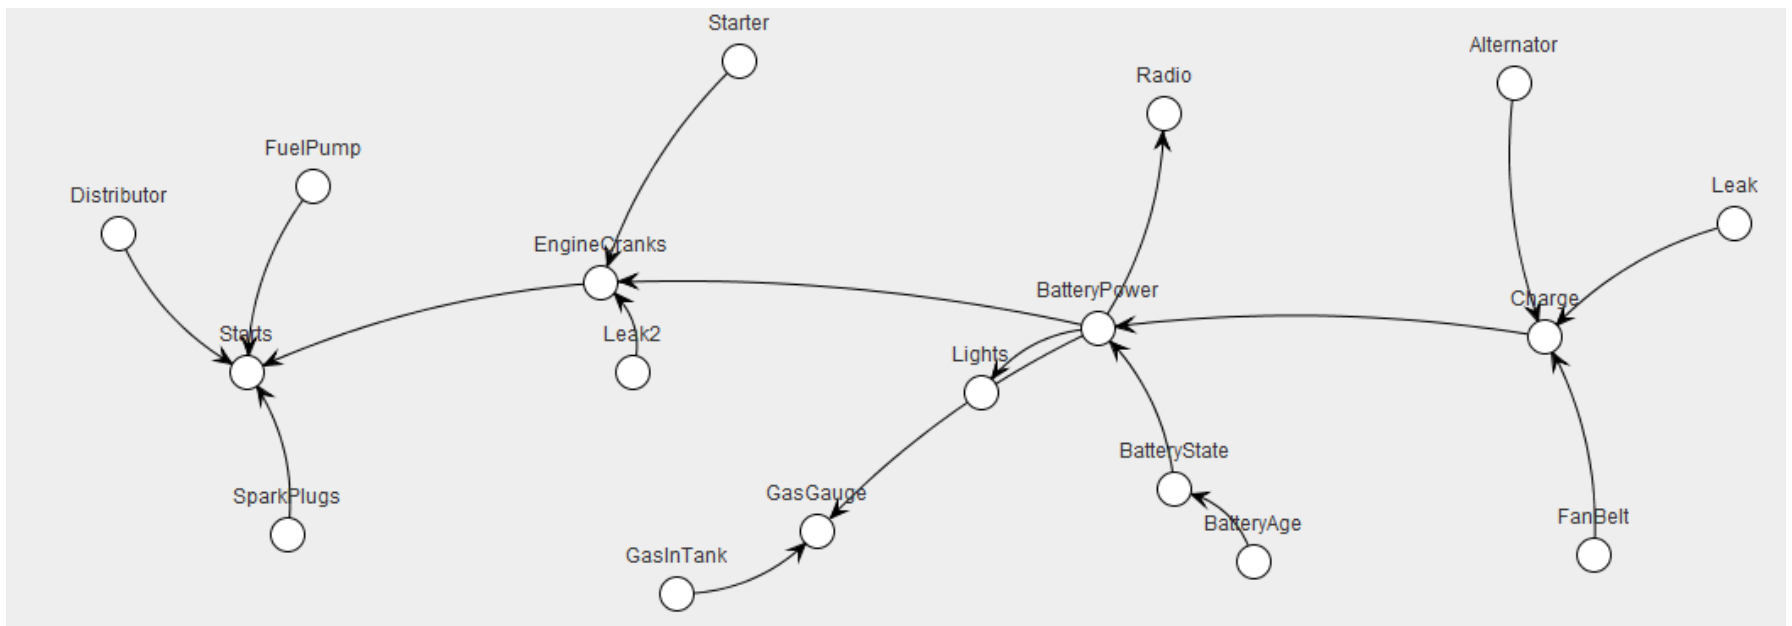 Starter
Alternator
Radio
FuelPump
Distributor
Leak
EngineCranks
BatteryPower
Charge
Starts
Leak2
Lights
BatteryState
SparkPlugs
GasGauge
BatteryAge
FanBelt
GasInTank